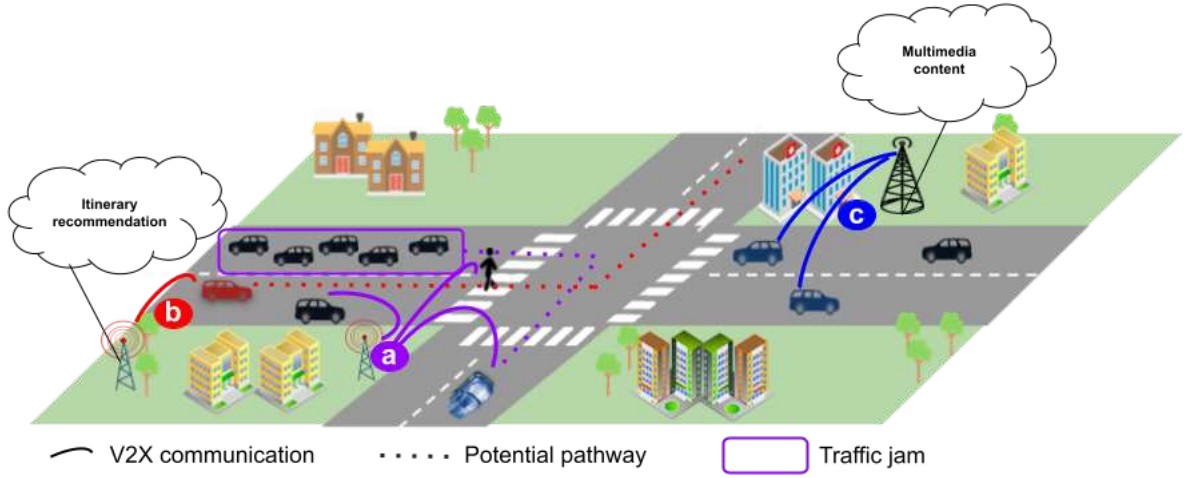 Multimedia
content
Itinerary
recommendation
c
b
a
V2X communication
Potential pathway
Traffic jam